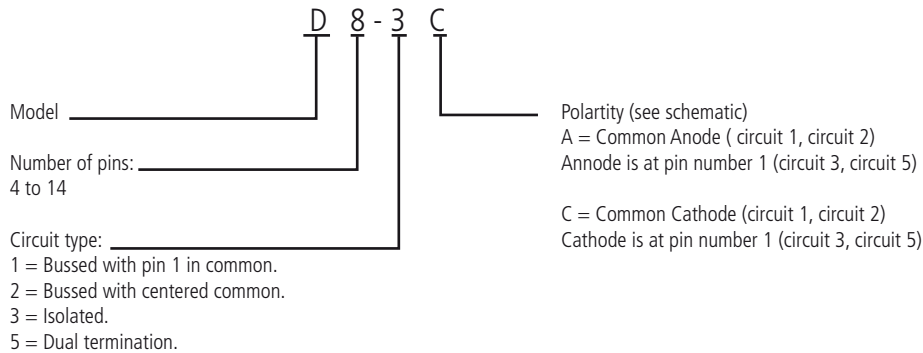 D 8 - 3 C
Model
Number of pins:
4 to 14
Circuit type:
1 = Bussed with pin 1 in common.
2 = Bussed with centered common.
3 = Isolated.
5 = Dual termination.
Polartity (see schematic)
A = Common Anode ( circuit 1, circuit 2)
Annode is at pin number 1 (circuit 3, circuit 5)
C = Common Cathode (circuit 1, circuit 2)
Cathode is at pin number 1 (circuit 3, circuit 5)